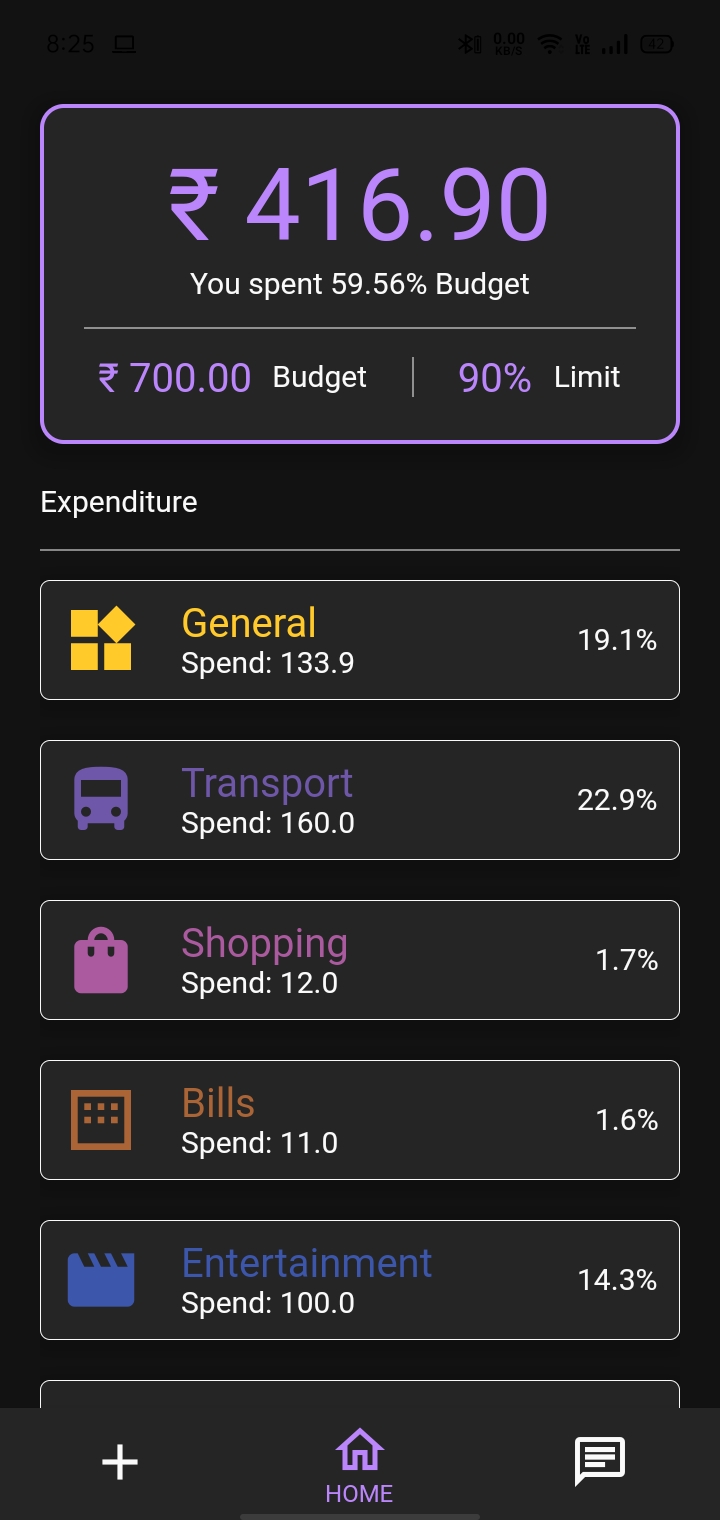 8:25
0.00 KB/S Vo LTE 42
₹ 416.90
You spent 59.56% Budget
₹ 700.00 Budget 90% Limit
Expenditure
General
Spend: 133.9
19.1%
Transport
Spend: 160.0
22.9%
Shopping
Spend: 12.0
1.7%
Bills
Spend: 11.0
1.6%
Entertainment
Spend: 100.0
14.3%
HOME